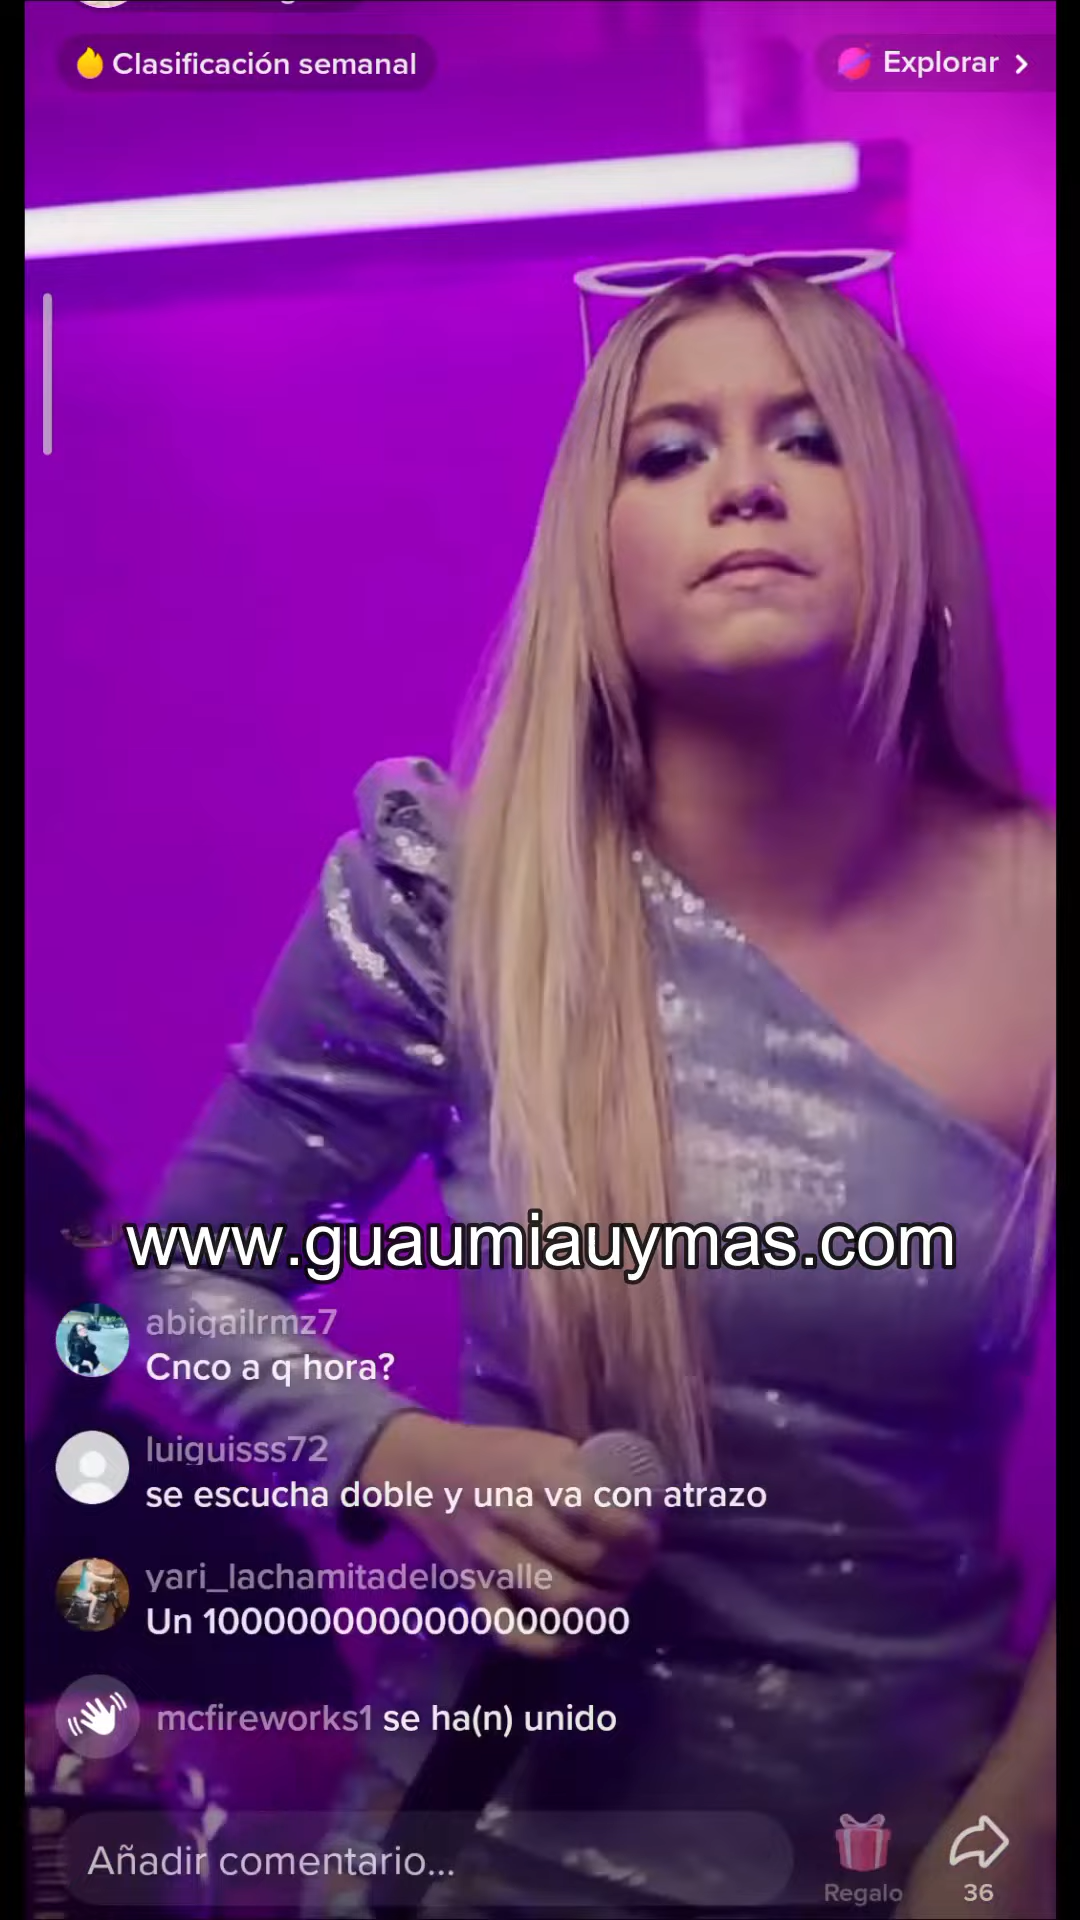 Clasificación semanal
Explorar
www.guaumiauymas.com
abigailrmz7
Cnco a q hora?
luiguisss72
se escucha doble y una va con atrazo
yari_lachamitadelosvalle
Un 10000000000000000000
mcfireworks1 se ha(n) unido
Añadir comentario...
Regalo
36